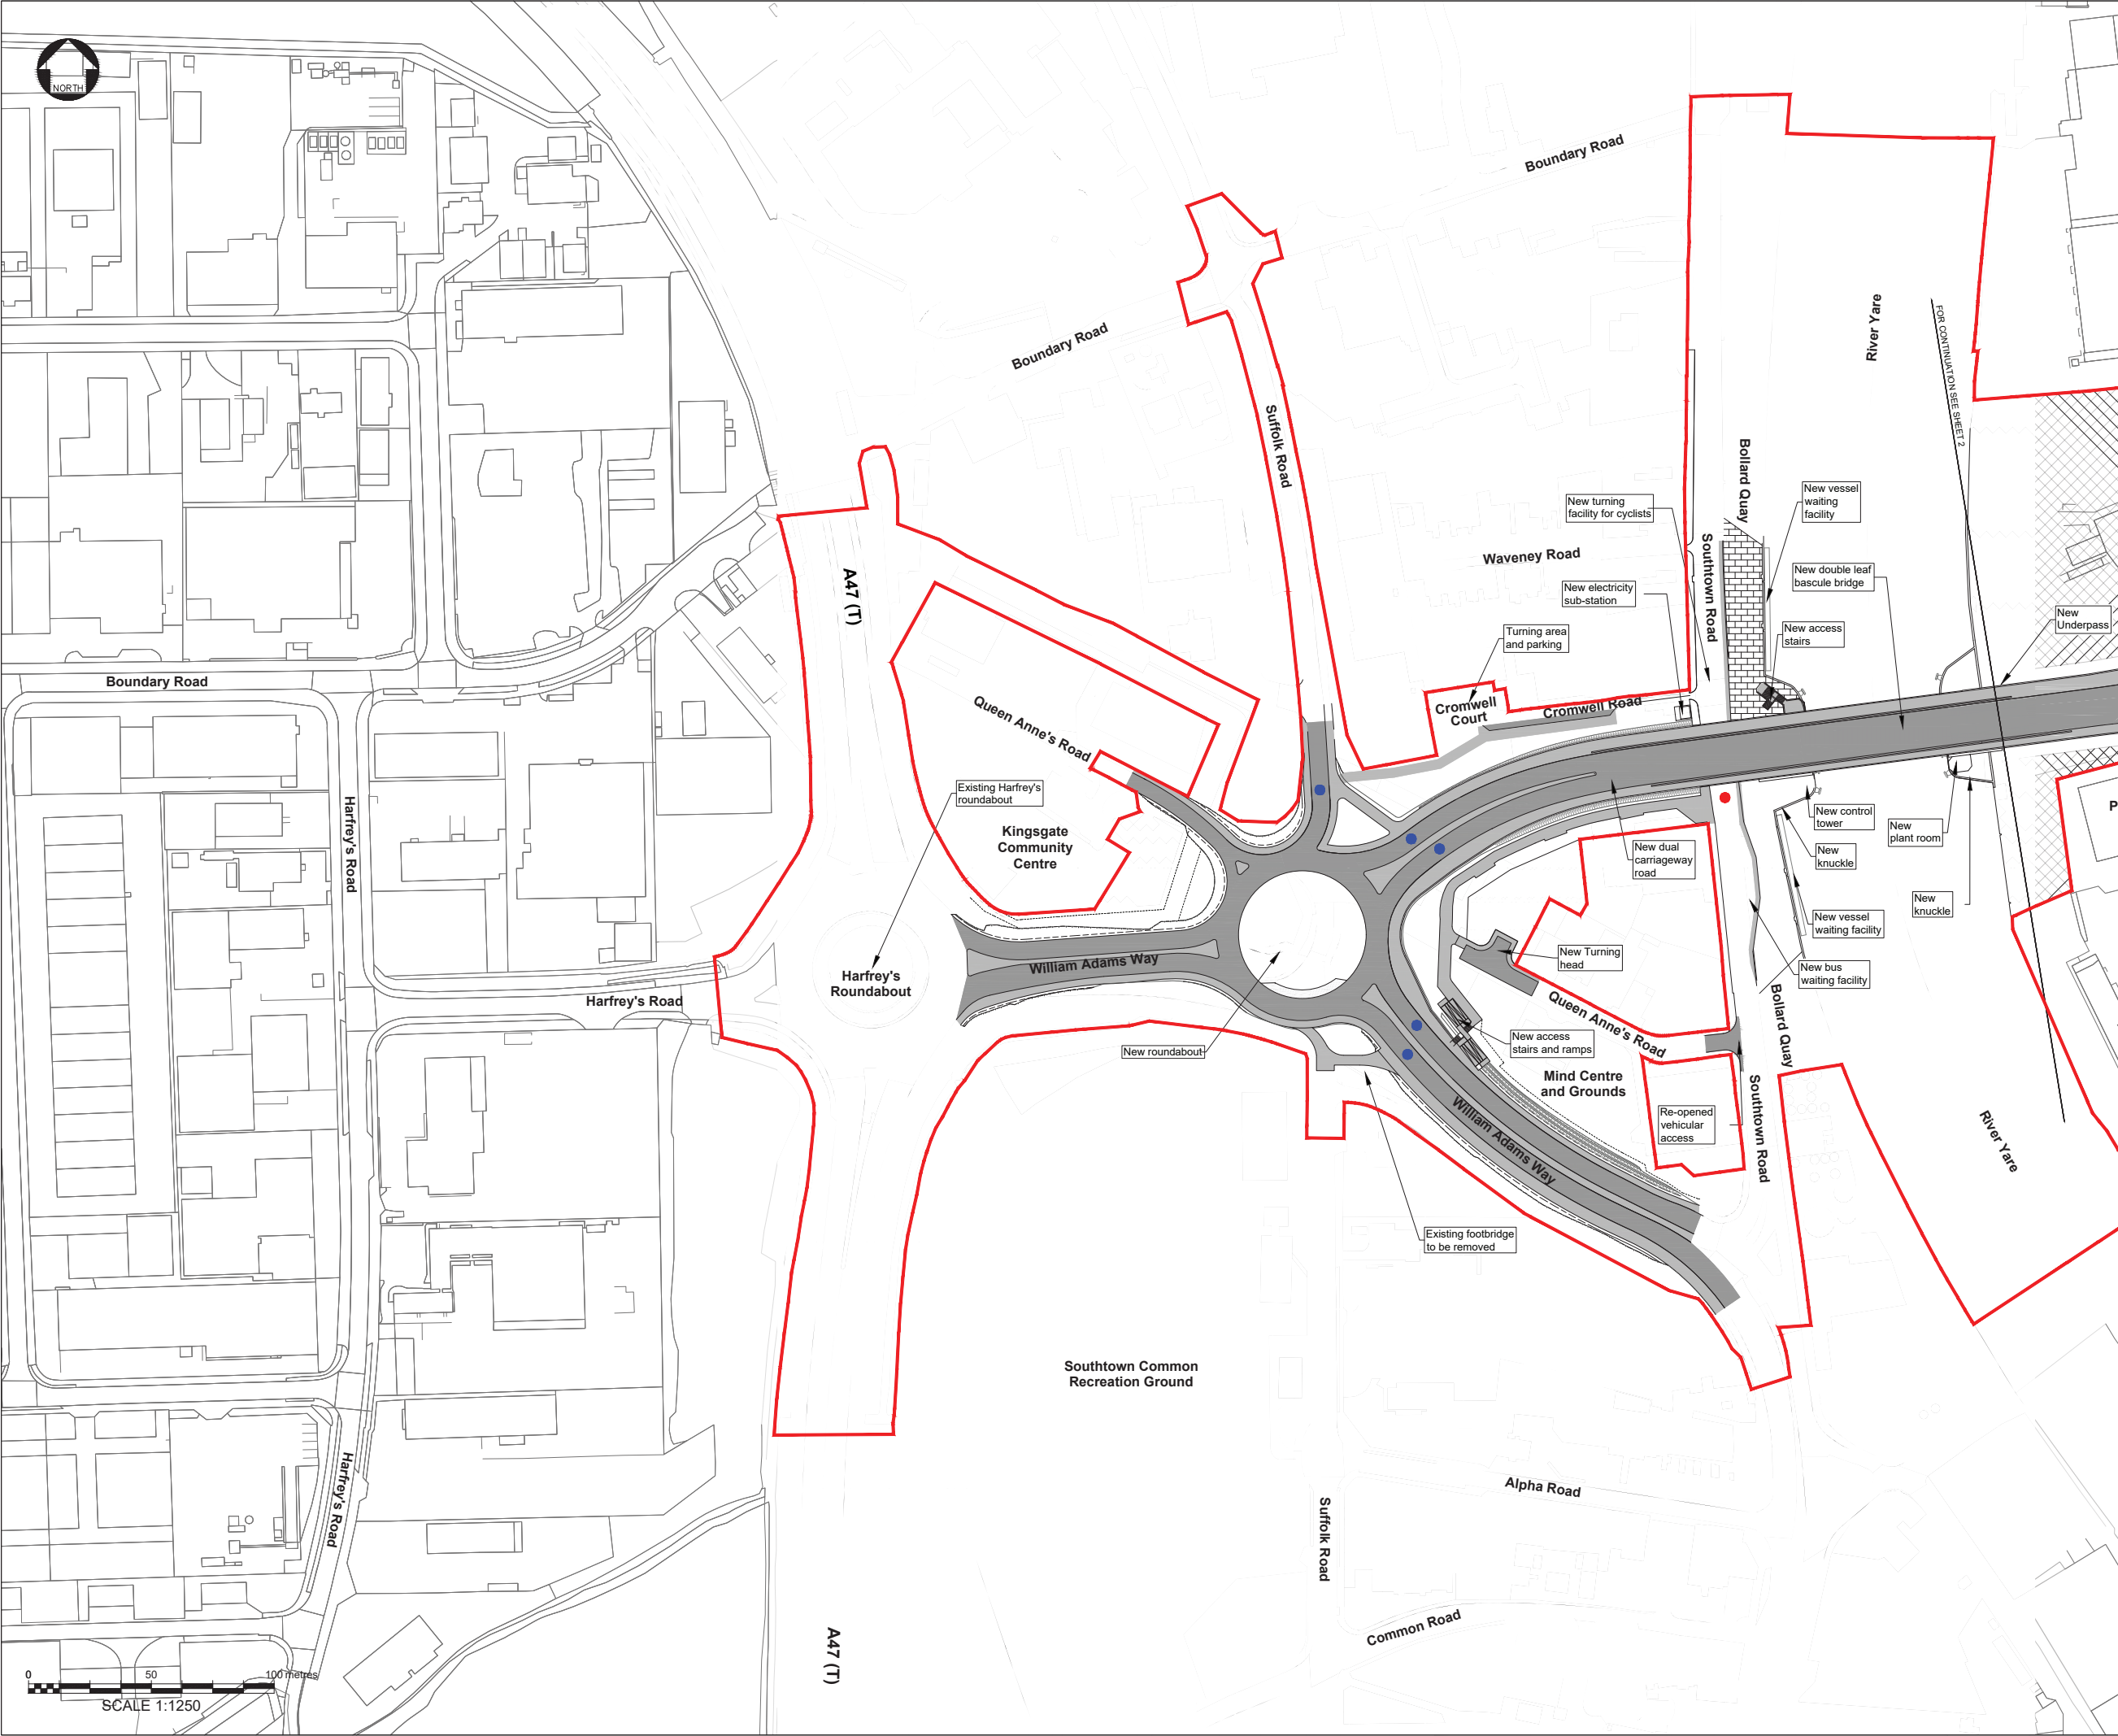 NORTH
Boundary Road
River Yare
FOR CONTINUATION SEE SHEET 2
Boundary Road
Suffolk Road
Bollard Quay
New vessel
waiting
facility
New turning
facility for cyclists
Southtown Road
Waveney Road
A47 (T)
New double leaf
bascule bridge
New electricity
sub-station
New
Underpass
Turning area
and parking
New access
stairs
Boundary Road
Queen Anne's Road
Cromwell
Court
Cromwell Road
Harfrey's Road
Existing Harfrey's
roundabout
Kingsgate
Community
Centre
New control
tower
New
plant room
P
New dual
carriageway
road
New
knuckle
New
knuckle
New vessel
waiting facility
New Turning
head
New bus
waiting facility
William Adams Way
Harfrey's
Roundabout
Harfrey's Road
Bollard Quay
Queen Anne's Road
New access
stairs and ramps
New roundabout
Mind Centre
and Grounds
Southtown Road
Re-opened
vehicular
access
William Adams Way
River Yare
Existing footbridge
to be removed
Southtown Common
Recreation Ground
Harfrey's Road
Alpha Road
Suffolk Road
Common Road
A47 (T)
0 50 100 metres
SCALE 1:1250